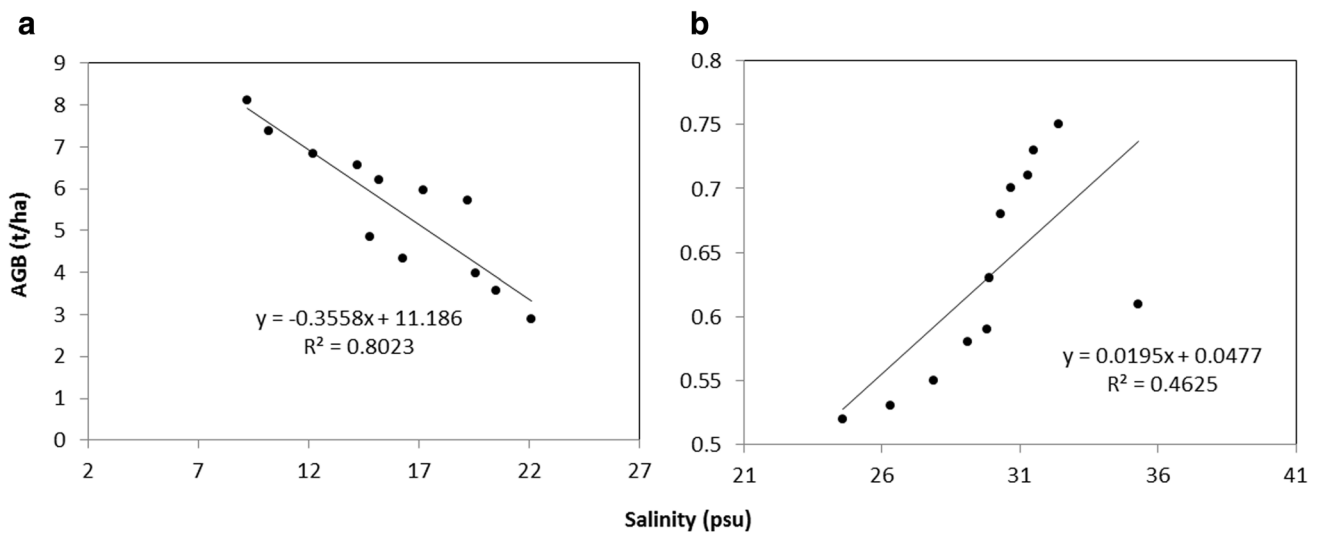 a
9
8
7
6
5
4
3
2
1
0
AGB (t/ha)
y = -0.3558x + 11.186
R² = 0.8023
2 7 12 17 22 27
b
0.8
0.75
0.7
0.65
0.6
0.55
0.5
y = 0.0195x + 0.0477
R² = 0.4625
21 26 31 36 41
Salinity (psu)